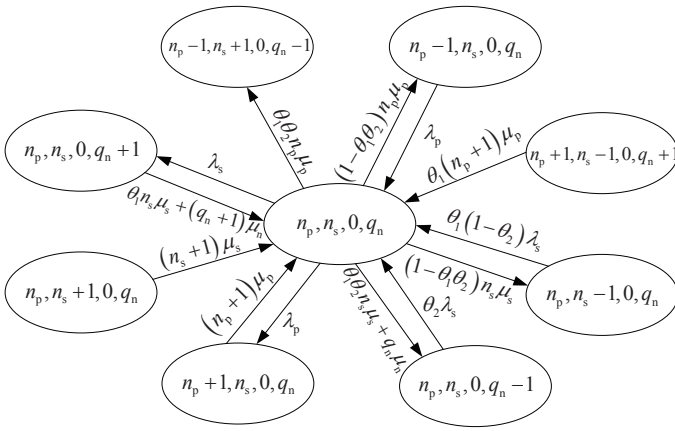 n_p −1, n_s +1, 0, q_n −1
n_p −1, n_s, 0, q_n
θ_1θ_2n_pμ_p
(1−θ_1θ_2)n_pμ_p
λ_p
n_p, n_s, 0, q_n +1
λ_s
θ_1n_sμ_s + (q_n +1)μ_n
θ_1(n_p +1)μ_p
n_p +1, n_s −1, 0, q_n +1
n_p, n_s, 0, q_n
(n_s +1)μ_s
θ_1(1−θ_2)λ_s
(1−θ_1θ_2)n_sμ_s
n_p, n_s +1, 0, q_n
n_p, n_s −1, 0, q_n
(n_p +1)μ_p
λ_p
θ_1θ_2n_sμ_s + q_nμ_n
θ_2λ_s
n_p +1, n_s, 0, q_n
n_p, n_s, 0, q_n −1